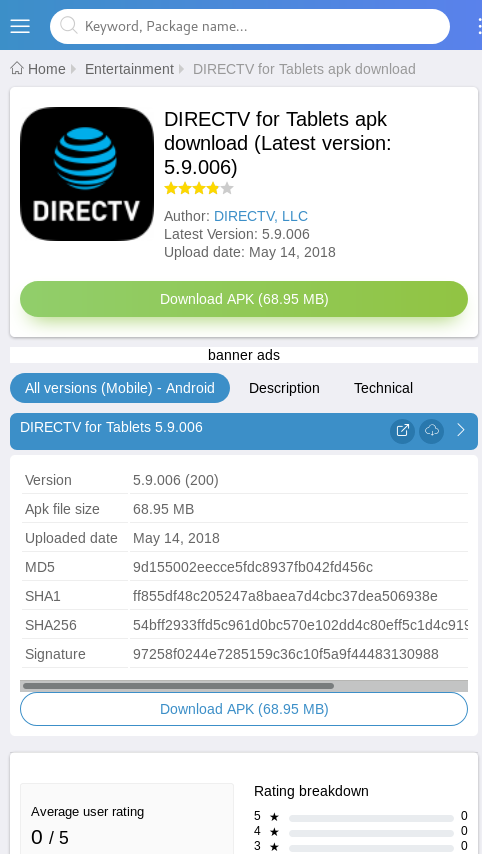 Keyword, Package name...
Home Entertainment DIRECTV for Tablets apk download
DIRECTV
DIRECTV for Tablets apk
download (Latest version:
5.9.006)
Author: DIRECTV, LLC
Latest Version: 5.9.006
Upload date: May 14, 2018
Download APK (68.95 MB)
banner ads
All versions (Mobile) - Android Description Technical
DIRECTV for Tablets 5.9.006
Version 5.9.006 (200)
Apk file size 68.95 MB
Uploaded date May 14, 2018
MD5 9d155002eecce5fdc8937fb042fd456c
SHA1 ff855df48c205247a8baea7d4cbc37dea506938e
SHA256 54bff2933ffd5c961d0bc570e102dd4c80eff5c1d4c919
Signature 97258f0244e7285159c36c10f5a9f44483130988
Download APK (68.95 MB)
Rating breakdown
Average user rating
0 / 5
5 ★ 0
4 ★ 0
3 ★ 0